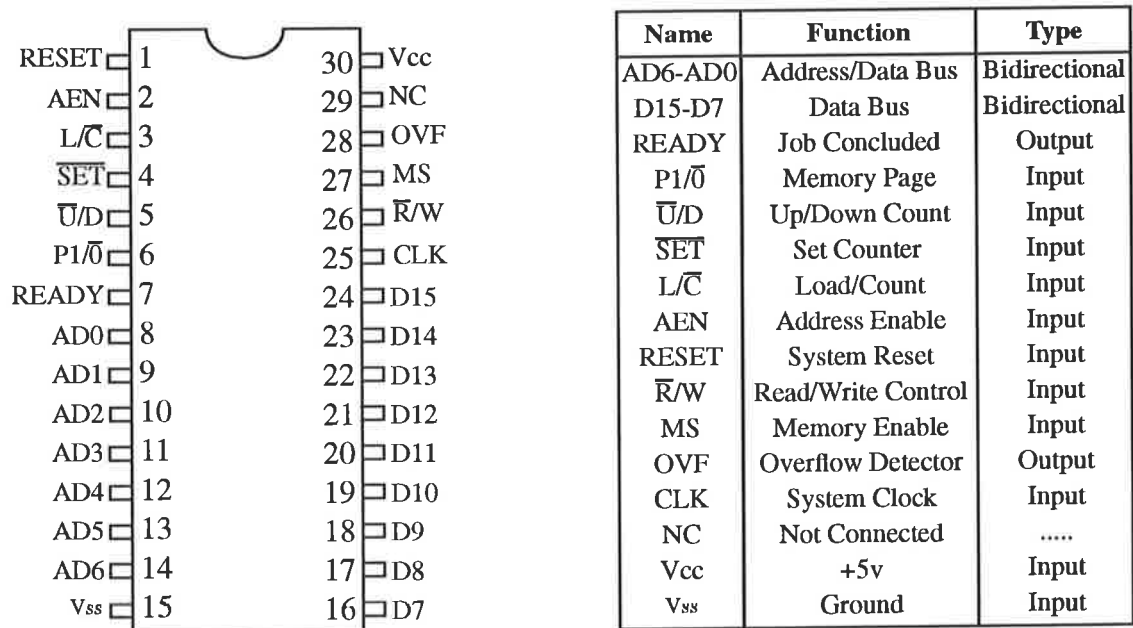 RESET 1 30 Vcc
AEN 2 29 NC
L/C̅ 3 28 OVF
S̅E̅T̅ 4 27 MS
U̅/D 5 26 R̅/W
P1/0̅ 6 25 CLK
READY 7 24 D15
AD0 8 23 D14
AD1 9 22 D13
AD2 10 21 D12
AD3 11 20 D11
AD4 12 19 D10
AD5 13 18 D9
AD6 14 17 D8
Vss 15 16 D7
Name Function Type
AD6-AD0 Address/Data Bus Bidirectional
D15-D7 Data Bus Bidirectional
READY Job Concluded Output
P1/0̅ Memory Page Input
U̅/D Up/Down Count Input
S̅E̅T̅ Set Counter Input
L/C̅ Load/Count Input
AEN Address Enable Input
RESET System Reset Input
R̅/W Read/Write Control Input
MS Memory Enable Input
OVF Overflow Detector Output
CLK System Clock Input
NC Not Connected .....
Vcc +5v Input
Vss Ground Input